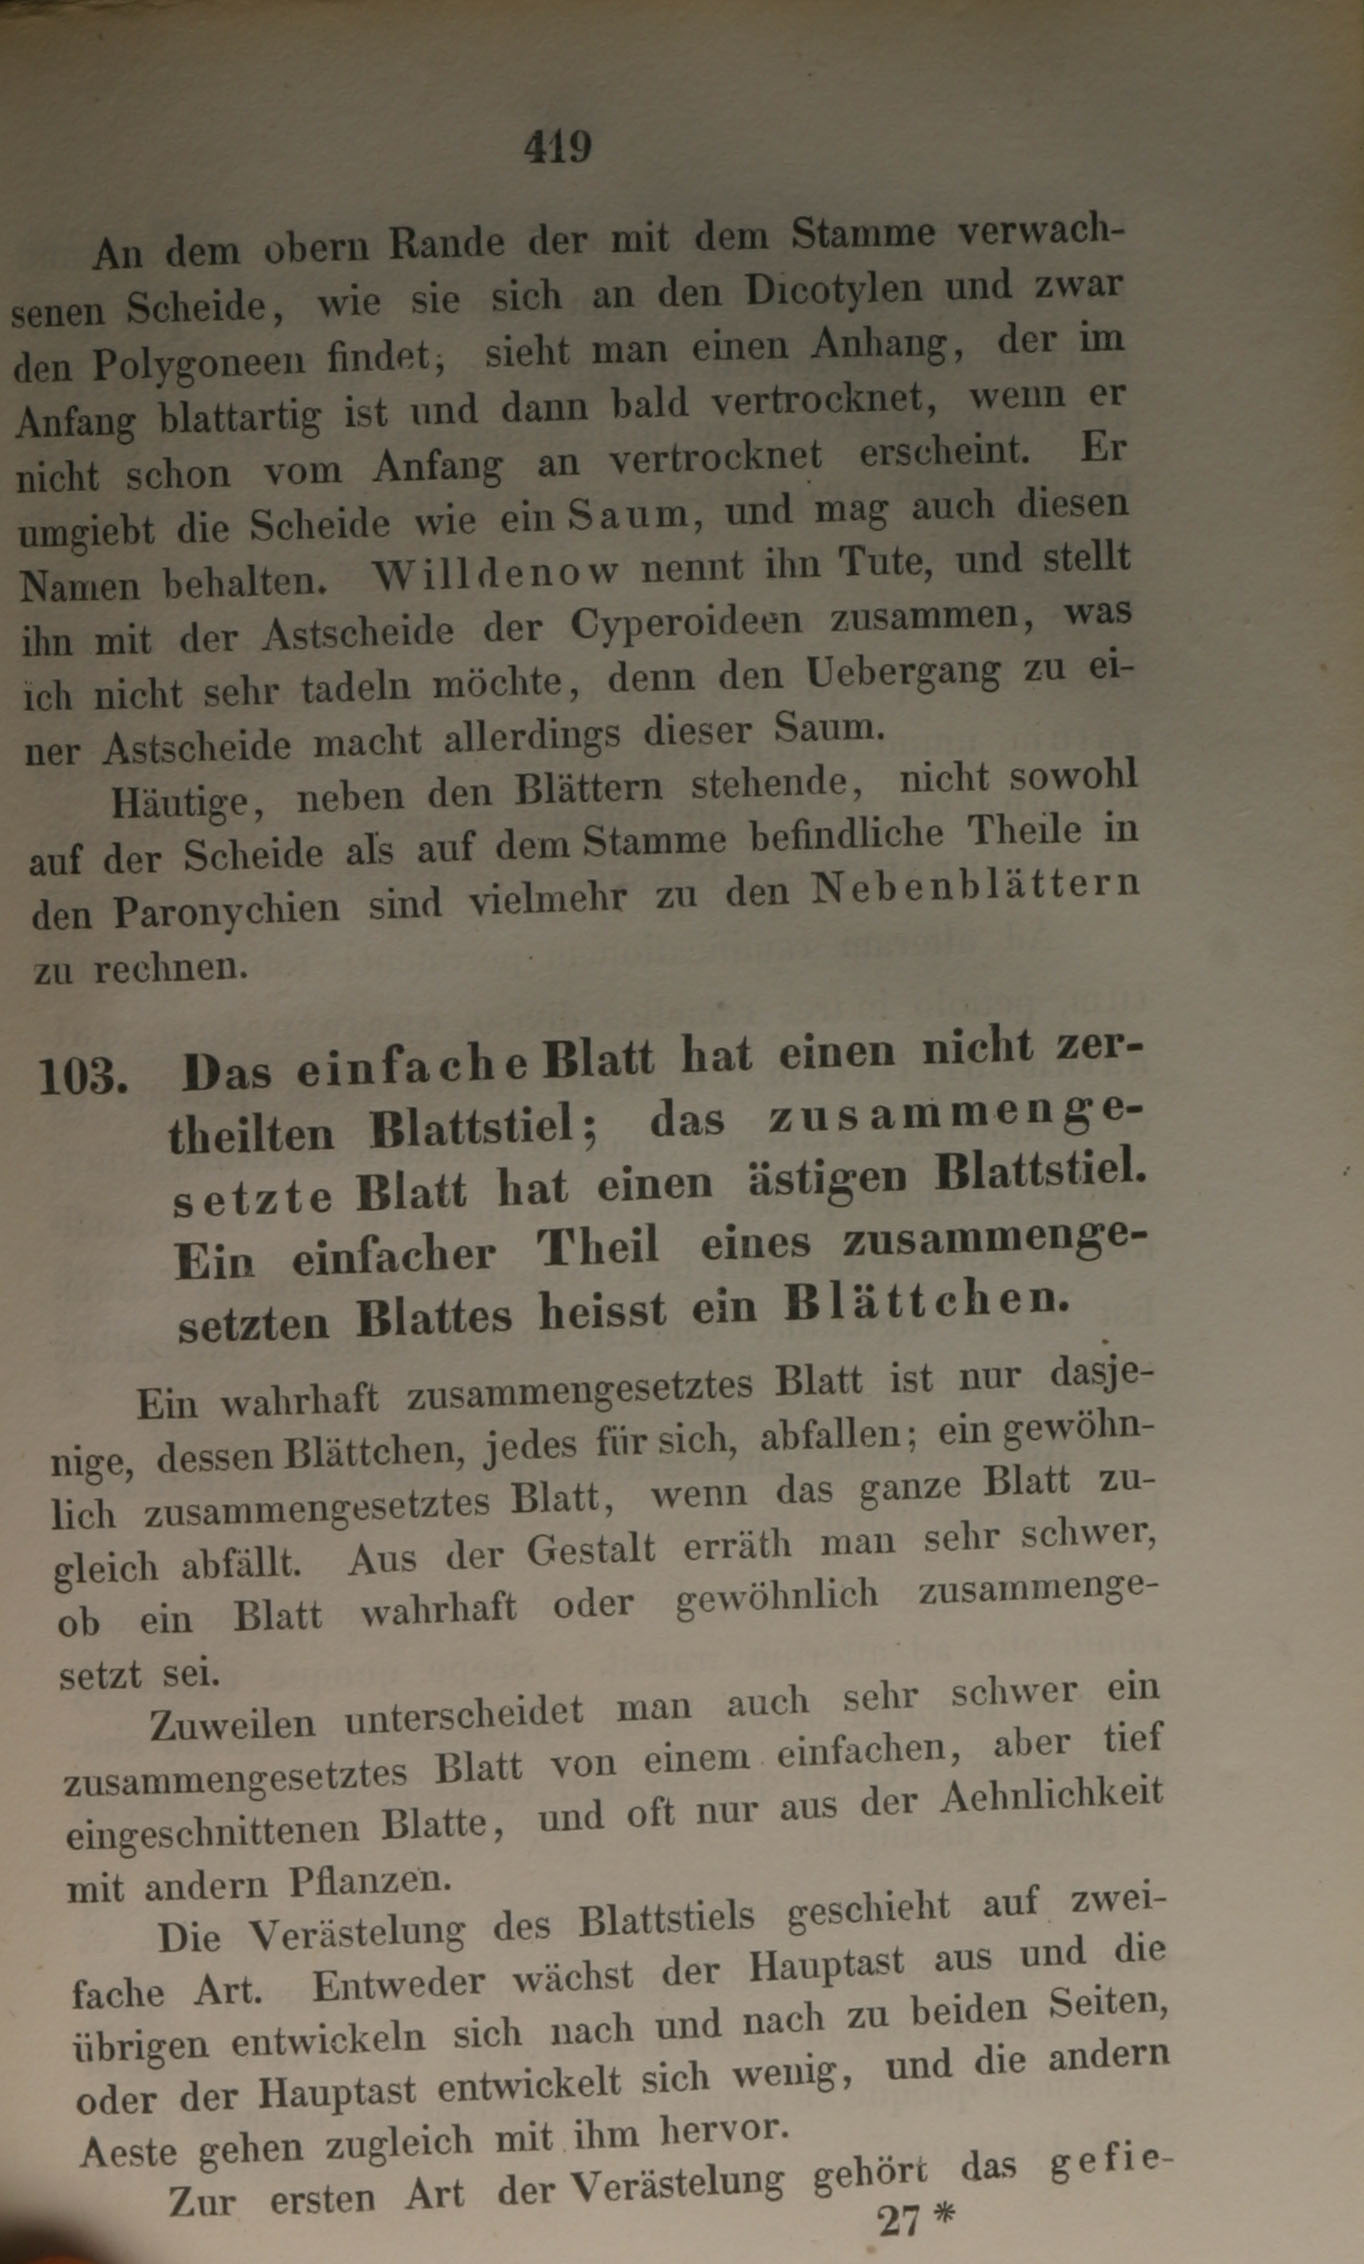 419
An dem obern Rande der mit dem Stamme verwach-
senen Scheide, wie sie sich an den Dicotylen und zwar
den Polygoneen findet, sieht man einen Anhang, der im
Anfang blattartig ist und dann bald vertrocknet, wenn er
nicht schon vom Anfang an vertrocknet erscheint. Er
umgiebt die Scheide wie ein Saum, und mag auch diesen
Namen behalten. Willdenow nennt ihn Tute, und stellt
ihn mit der Astscheide der Cyperoideen zusammen, was
ich nicht sehr tadeln möchte, denn den Uebergang zu ei-
ner Astscheide macht allerdings dieser Saum.
Häutige, neben den Blättern stehende, nicht sowohl
auf der Scheide als auf dem Stamme befindliche Theile in
den Paronychien sind vielmehr zu den Nebenblättern
zu rechnen.
103. Das einfache Blatt hat einen nicht zer-
theilten Blattstiel; das zusammenge-
setzte Blatt hat einen ästigen Blattstiel.
Ein einfacher Theil eines zusammenge-
setzten Blattes heisst ein Blättchen.
Ein wahrhaft zusammengesetztes Blatt ist nur dasje-
nige, dessen Blättchen, jedes für sich, abfallen; ein gewöhn-
lich zusammengesetztes Blatt, wenn das ganze Blatt zu-
gleich abfällt. Aus der Gestalt erräth man sehr schwer,
ob ein Blatt wahrhaft oder gewöhnlich zusammenge-
setzt sei.
Zuweilen unterscheidet man auch sehr schwer ein
zusammengesetztes Blatt von einem einfachen, aber tief
eingeschnittenen Blatte, und oft nur aus der Aehnlichkeit
mit andern Pflanzen.
Die Verästelung des Blattstiels geschieht auf zwei-
fache Art. Entweder wächst der Hauptast aus und die
übrigen entwickeln sich nach und nach zu beiden Seiten,
oder der Hauptast entwickelt sich wenig, und die andern
Aeste gehen zugleich mit ihm hervor.
Zur ersten Art der Verästelung gehört das gefie-
27 *